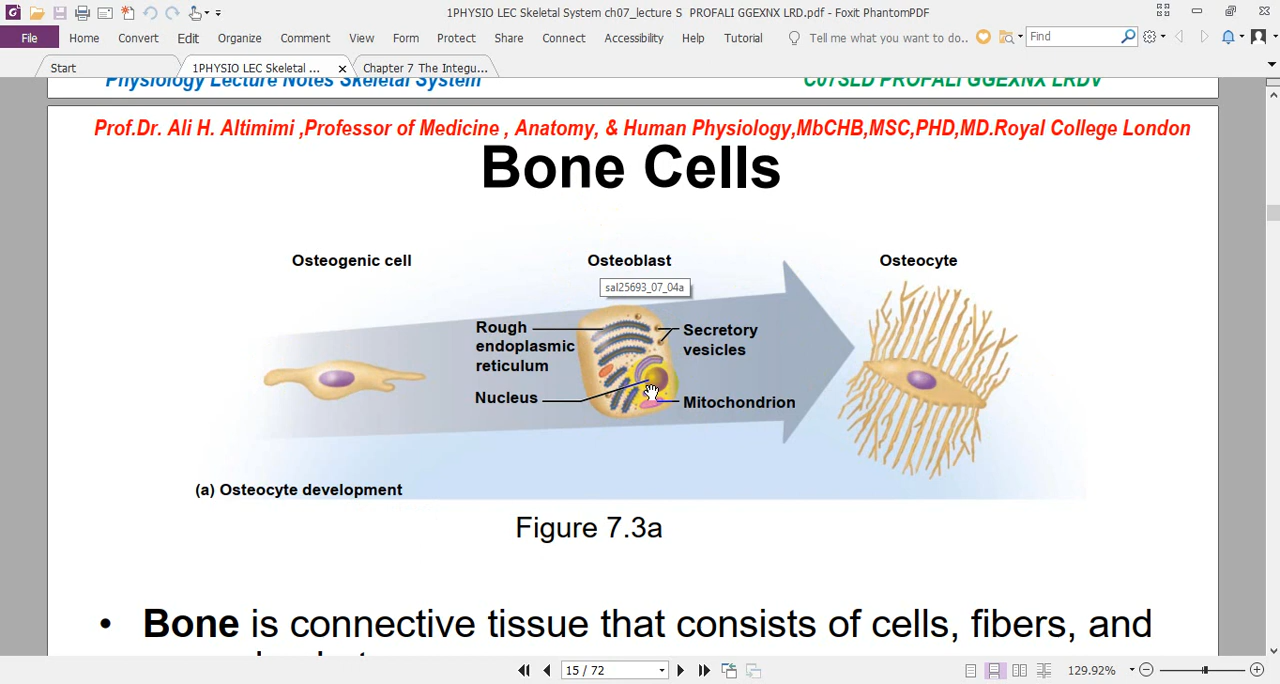 1PHYSIO LEC Skeletal System ch07_lecture S PROFALI GGEXNX LRD.pdf - Foxit PhantomPDF
File Home Convert Edit Organize Comment View Form Protect Share Connect Accessibility Help Tutorial Tell me what you want to do.. Find
Start 1PHYSIO LEC Skeletal ... Chapter 7 The Integu...
Physiology Lecture Notes Skeletal System C07SLD PROFALI GGEXNX LRDV
Prof.Dr. Ali H. Altimimi ,Professor of Medicine , Anatomy, & Human Physiology,MbCHB,MSC,PHD,MD.Royal College London
Bone Cells
Osteogenic cell Osteoblast Osteocyte
sal25693_07_04a
Rough
endoplasmic
reticulum
Secretory
vesicles
Nucleus
Mitochondrion
(a) Osteocyte development
Figure 7.3a
• Bone is connective tissue that consists of cells, fibers, and
15 / 72 129.92%